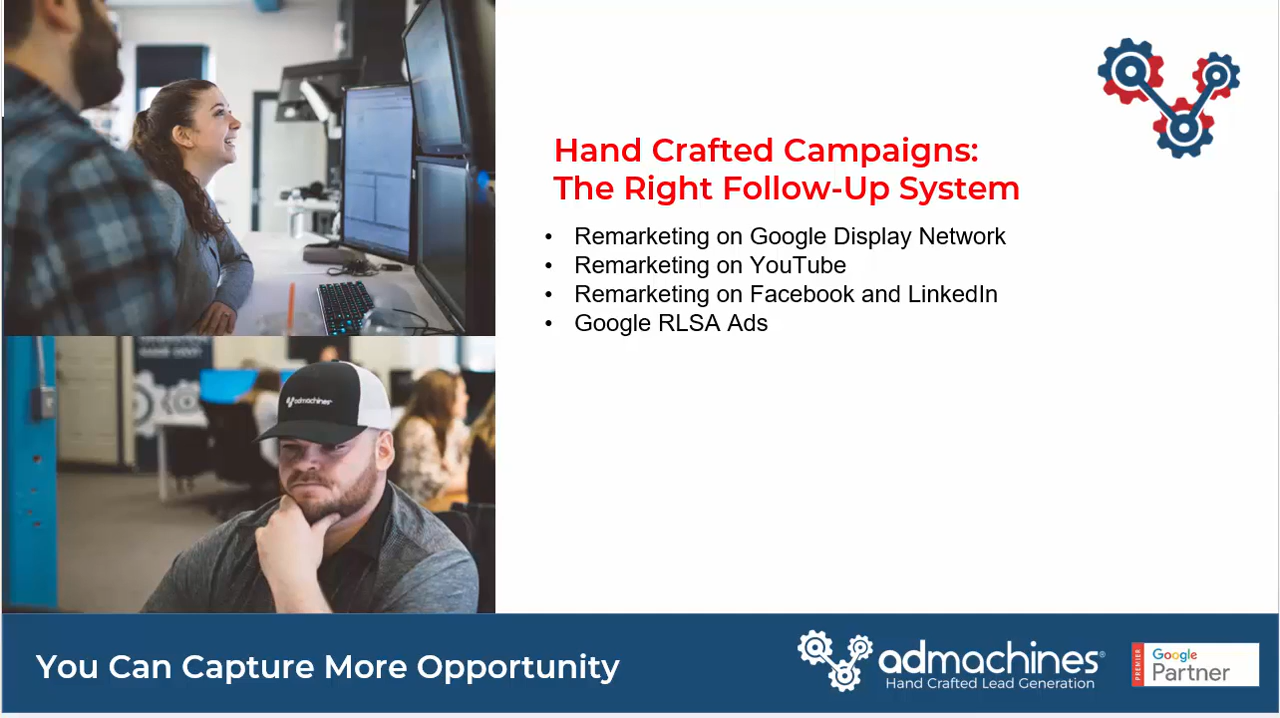 Hand Crafted Campaigns:
The Right Follow-Up System
• Remarketing on Google Display Network
• Remarketing on YouTube
• Remarketing on Facebook and LinkedIn
• Google RLSA Ads
admachines
You Can Capture More Opportunity
admachines®
Hand Crafted Lead Generation
PREMIER
Google
Partner